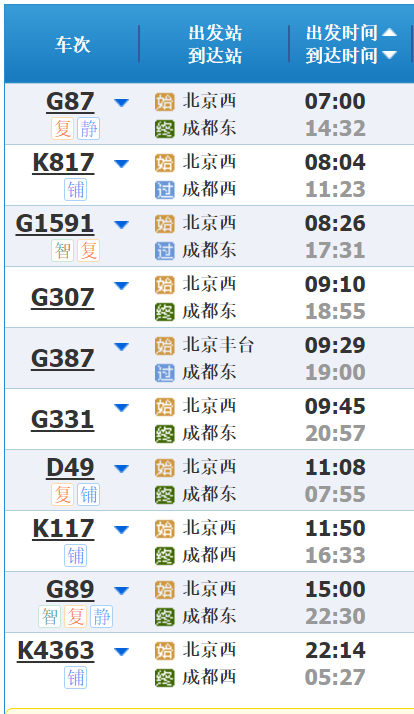 车次 出发站 出发时间
到达站 到达时间
G87 始 北京西 07:00
复 静 终 成都东 14:32
K817 始 北京西 08:04
铺 过 成都西 11:23
G1591 始 北京西 08:26
智 复 过 成都东 17:31
G307 始 北京西 09:10
终 成都东 18:55
G387 始 北京丰台 09:29
过 成都东 19:00
G331 始 北京西 09:45
终 成都东 20:57
D49 始 北京西 11:08
复 铺 终 成都东 07:55
K117 始 北京西 11:50
铺 终 成都西 16:33
G89 始 北京西 15:00
智 复 静 终 成都东 22:30
K4363 始 北京西 22:14
铺 终 成都西 05:27